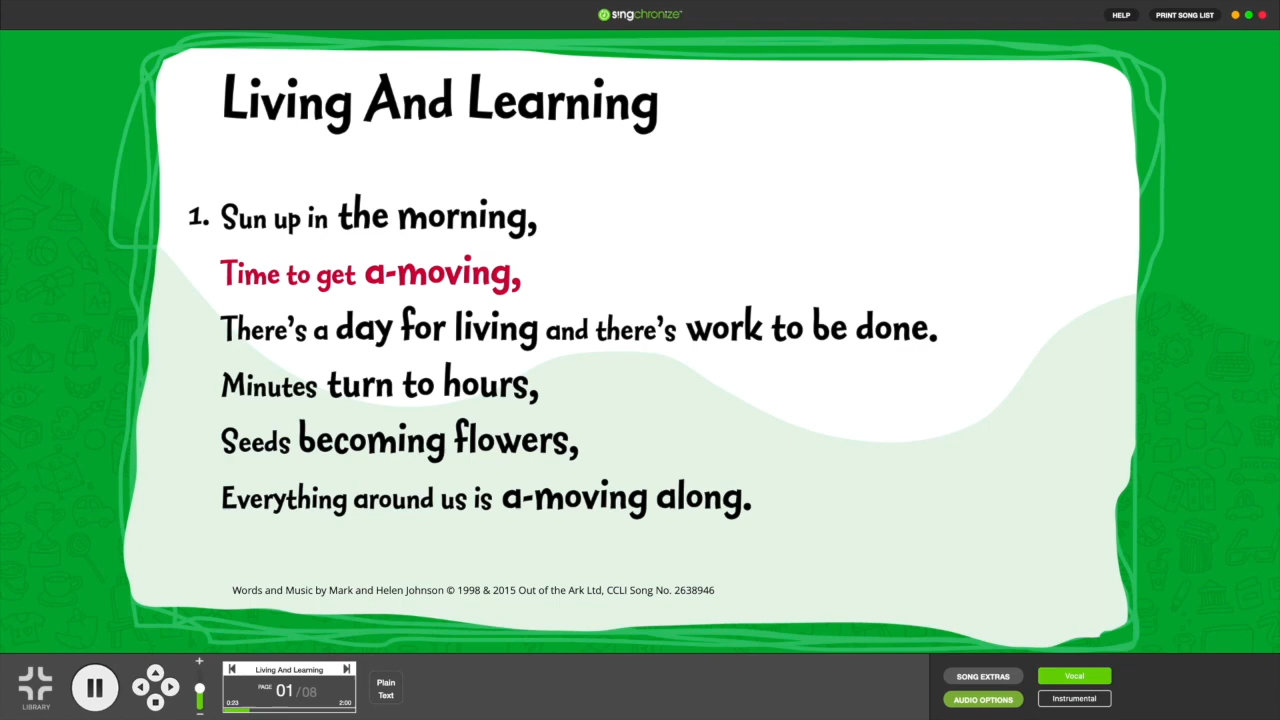 singchronize™
HELP
PRINT SONG LIST
Living And Learning
1. Sun up in the morning,
Time to get a-moving,
There's a day for living and there's work to be done.
Minutes turn to hours,
Seeds becoming flowers,
Everything around us is a-moving along.
Words and Music by Mark and Helen Johnson © 1998 & 2015 Out of the Ark Ltd, CCLI Song No. 2638946
LIBRARY
+
–
Living And Learning
PAGE 01/08
0:23 2:00
Plain
Text
SONG EXTRAS
AUDIO OPTIONS
Vocal
Instrumental